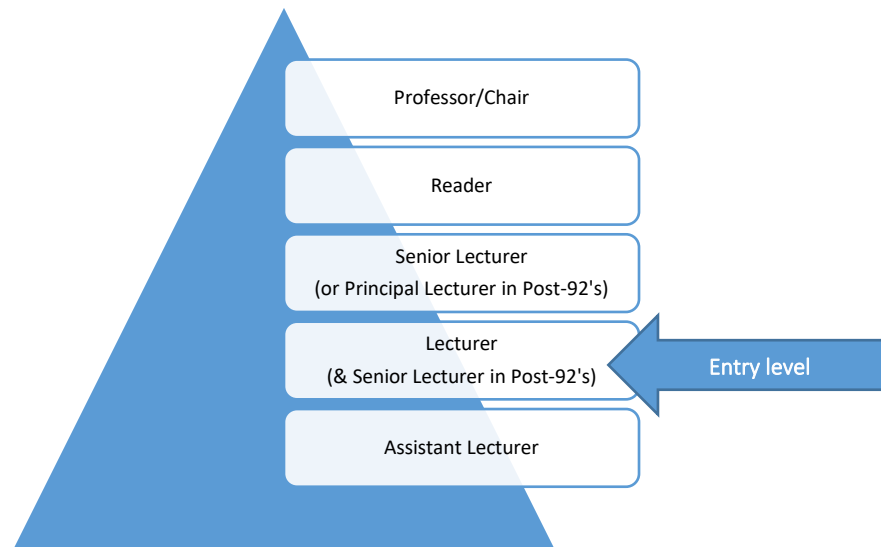 Professor/Chair
Reader
Senior Lecturer
(or Principal Lecturer in Post-92's)
Lecturer
(& Senior Lecturer in Post-92's)
Entry level
Assistant Lecturer